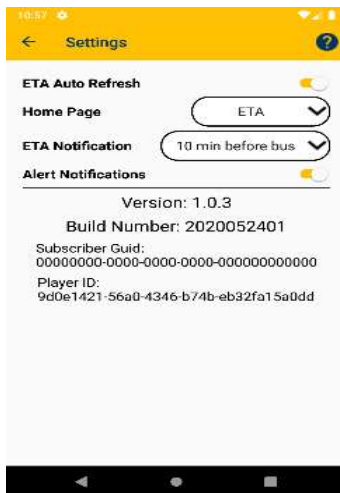 10:57
Settings
ETA Auto Refresh
Home Page ETA
ETA Notification 10 min before bus
Alert Notifications
Version: 1.0.3
Build Number: 2020052401
Subscriber Guid:
00000000-0000-0000-0000-000000000000
Player ID:
9d0e1421-56a0-4346-b74b-eb32fa15a0dd